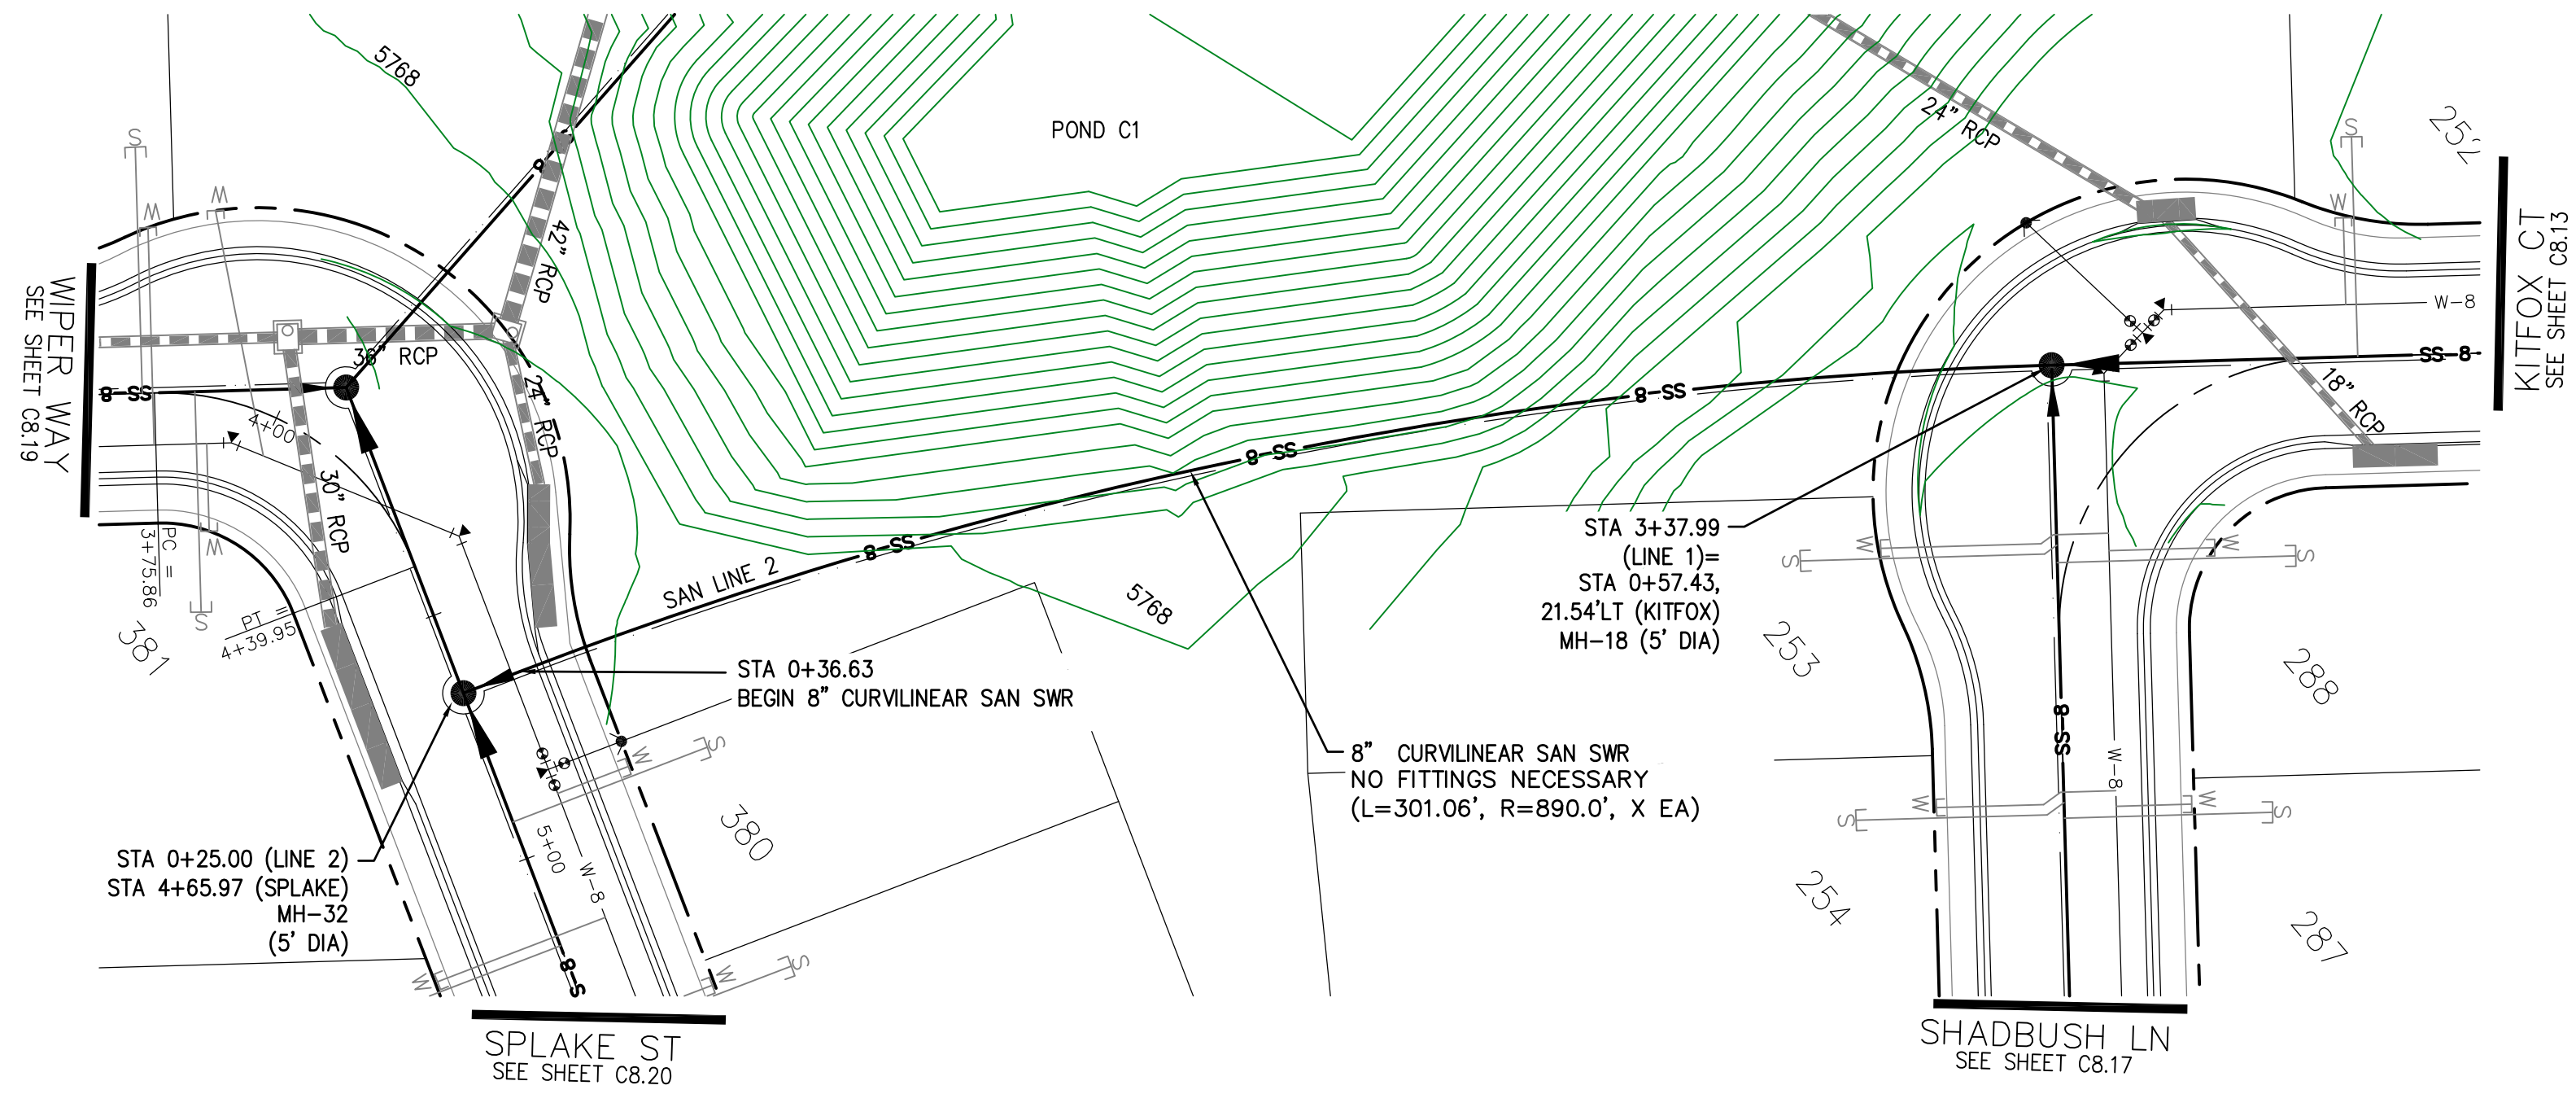 5768
POND C1
24" RCP
252
S
W
W
S
W
KITFOX CT
SEE SHEET C8.13
42" RCP
WIPER WAY
SEE SHEET C8.19
36" RCP
W-8
8-SS
SS-8
8-SS
8-SS
8-SS
4+00
24" RCP
18" RCP
30" RCP
PC =
3+75.86
W
S
PT =
4+39.95
381
SAN LINE 2
5768
STA 3+37.99
(LINE 1)=
STA 0+57.43,
21.54'LT (KITFOX)
MH-18 (5' DIA)
S
W
W
S
253
288
STA 0+36.63
BEGIN 8" CURVILINEAR SAN SWR
8" CURVILINEAR SAN SWR
NO FITTINGS NECESSARY
(L=301.06', R=890.0', X EA)
SS-8
W-8
W
S
380
S
W
W
S
5+00
W-8
STA 0+25.00 (LINE 2)
STA 4+65.97 (SPLAKE)
MH-32
(5' DIA)
254
287
W
8-S
W
S
SPLAKE ST
SEE SHEET C8.20
SHADBUSH LN
SEE SHEET C8.17